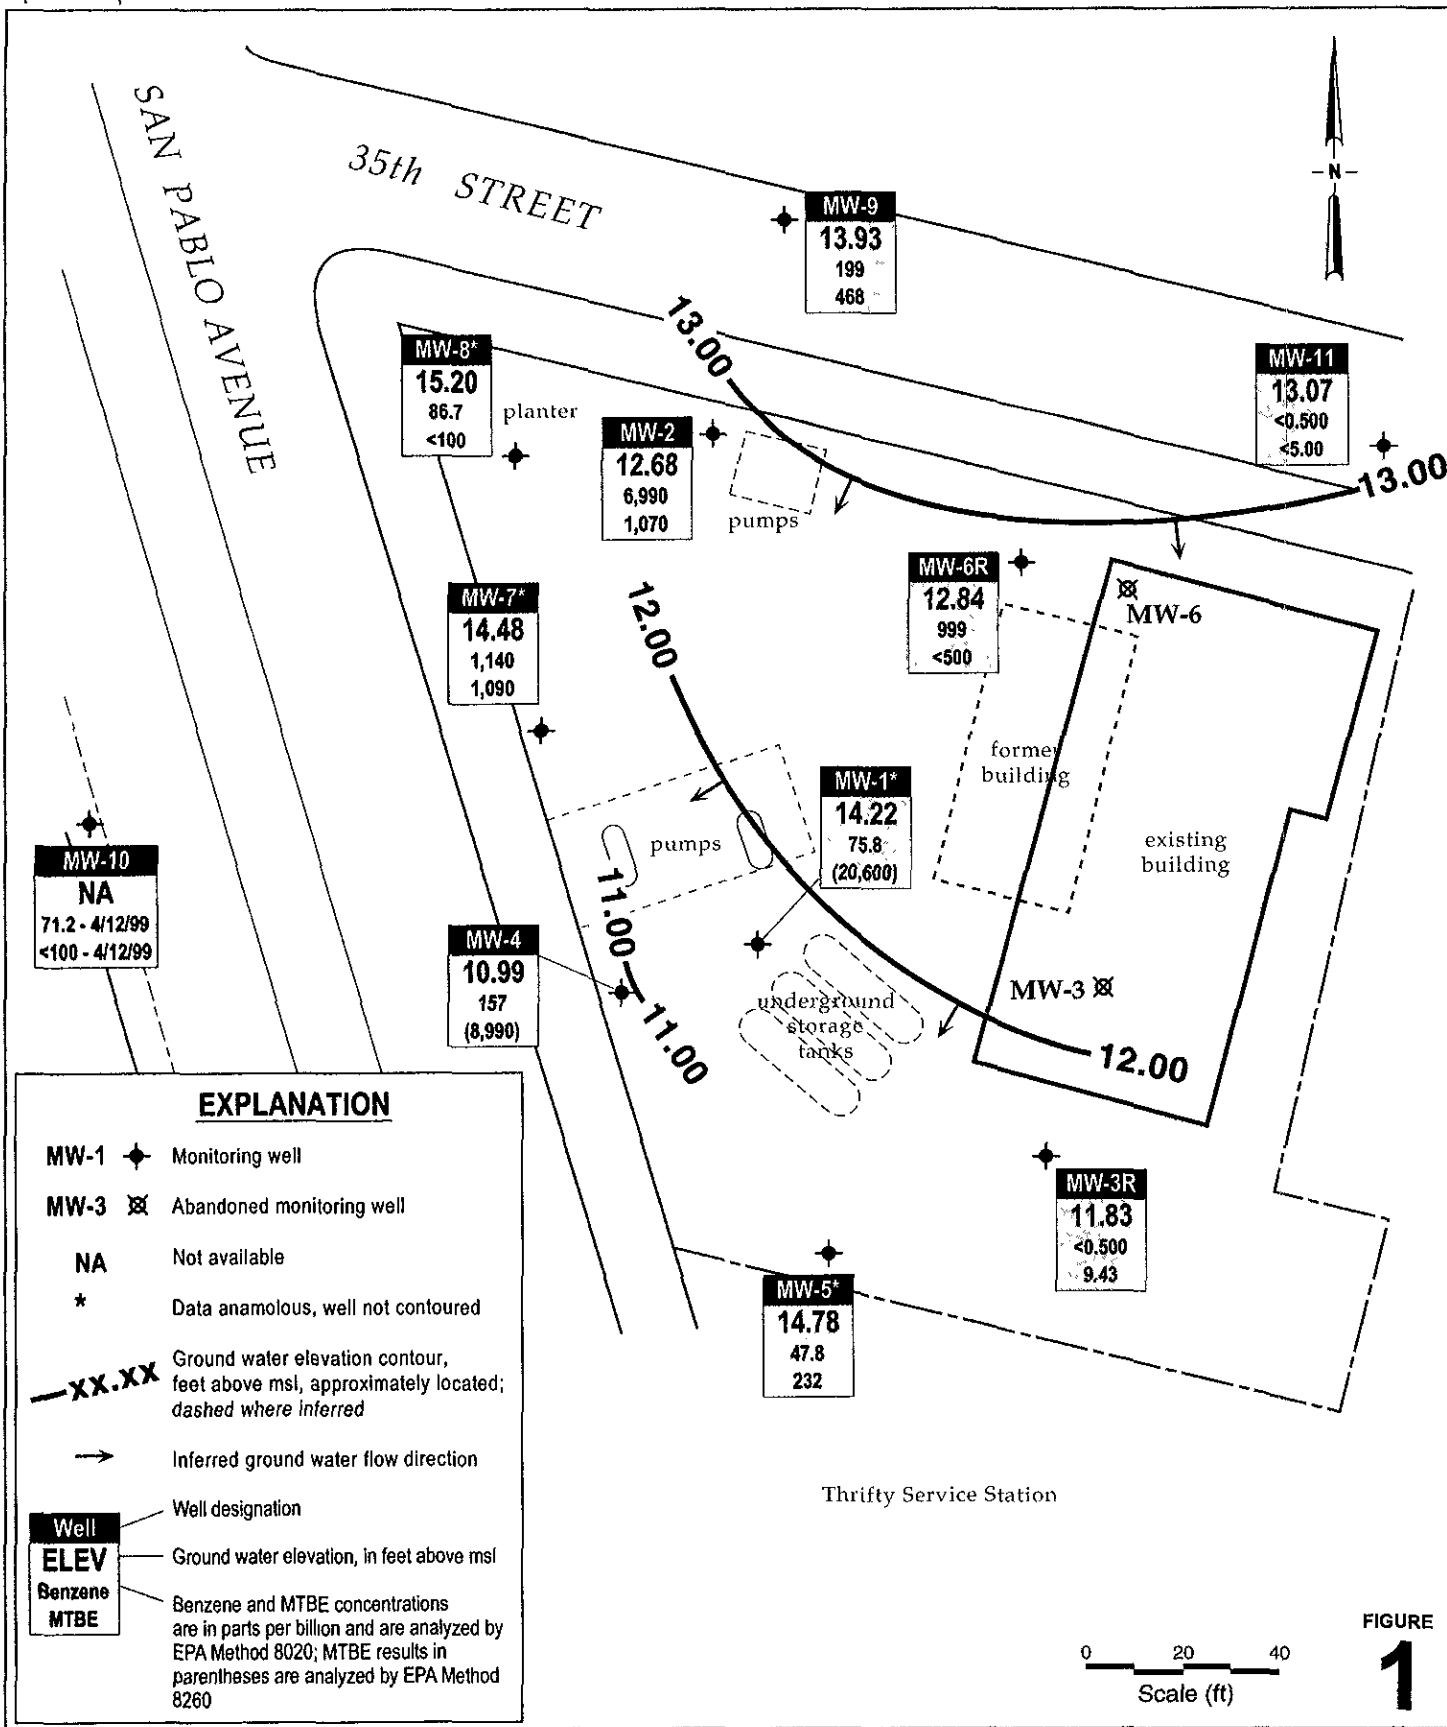 SAN PABLO AVENUE
35th STREET
N
MW-9
13.93
199
468
13.00
MW-8*
15.20
86.7
<100
planter
MW-2
12.68
6,990
1,070
pumps
MW-11
13.07
<0.500
<5.00
13.00
MW-7*
14.48
1,140
1,090
12.00
MW-6R
12.84
999
<500
MW-6
former
building
existing
building
MW-1*
14.22
75.8
(20,600)
pumps
MW-10
NA
71.2 - 4/12/99
<100 - 4/12/99
11.00
MW-4
10.99
157
(8,990)
11.00
underground
storage
tanks
MW-3
12.00
MW-3R
11.83
<0.500
9.43
MW-5*
14.78
47.8
232
EXPLANATION
MW-1 Monitoring well
MW-3 Abandoned monitoring well
NA Not available
* Data anamolous, well not contoured
XX.XX Ground water elevation contour,
feet above msl, approximately located;
dashed where inferred
Inferred ground water flow direction
Well designation
Well
ELEV Ground water elevation, in feet above msl
Benzene
MTBE
Benzene and MTBE concentrations
are in parts per billion and are analyzed by
EPA Method 8020; MTBE results in
parentheses are analyzed by EPA Method
8260
Thrifty Service Station
0 20 40
Scale (ft)
FIGURE
1